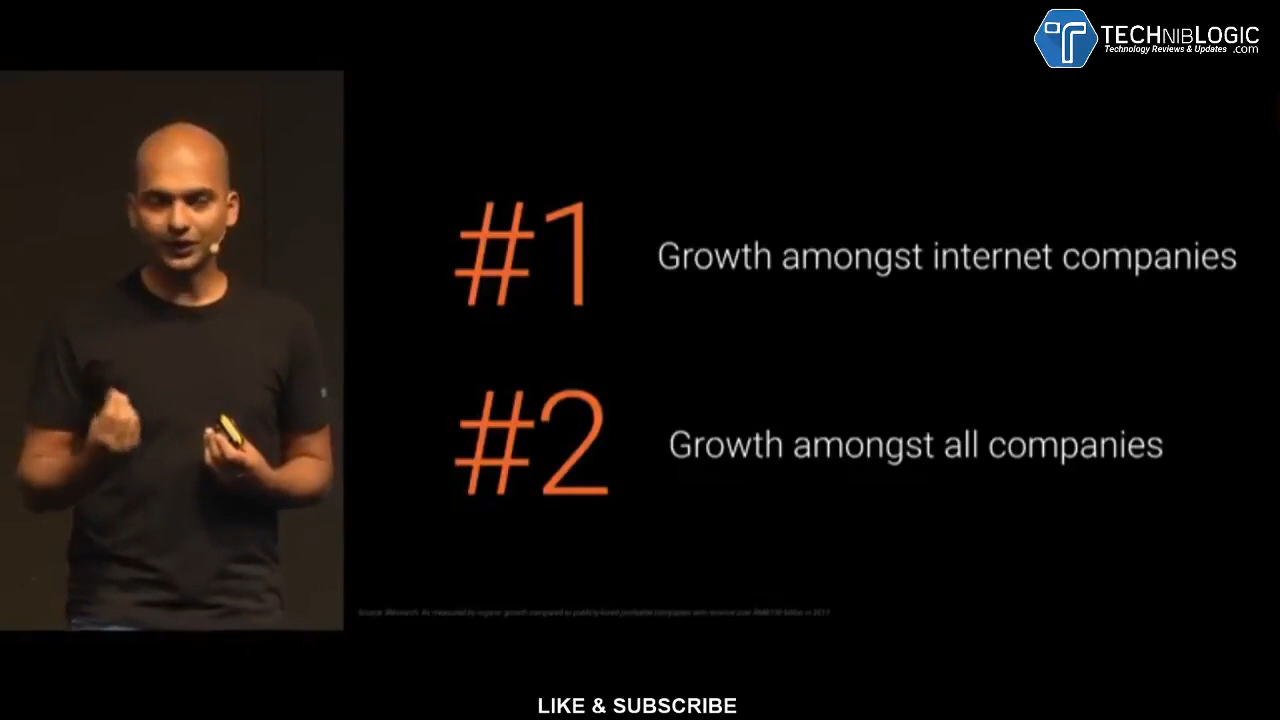 TECHNIBLOGIC
Technology Reviews & Updates .com
#1 Growth amongst internet companies
#2 Growth amongst all companies
LIKE & SUBSCRIBE